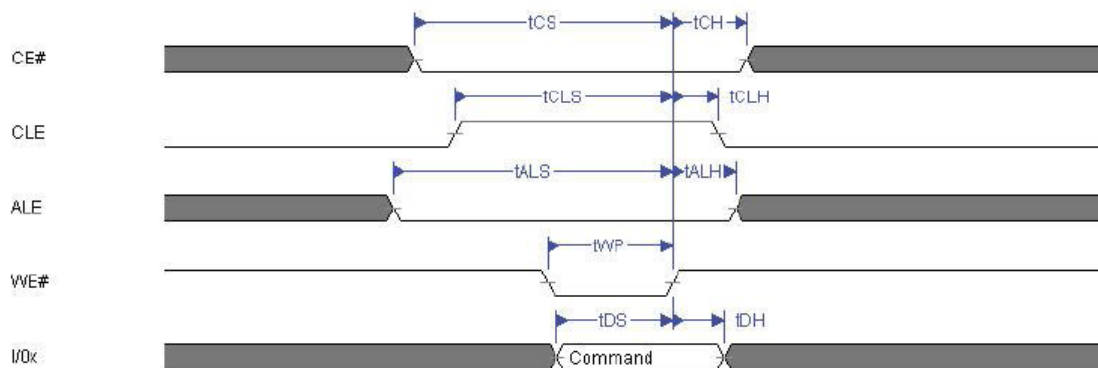 tCS tCH
CE#
tCLS tCLH
CLE
tALS tALH
ALE
tWP
WE#
tDS tDH
I/0x Command